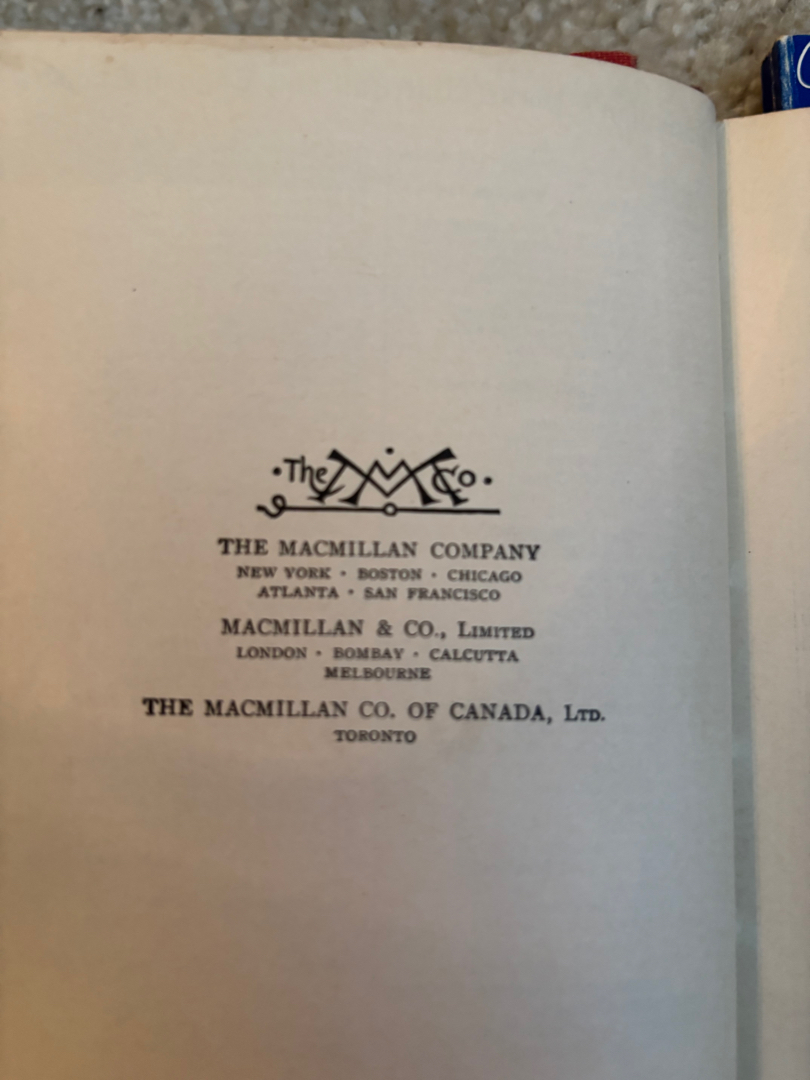 ·The M Co·
THE MACMILLAN COMPANY
NEW YORK · BOSTON · CHICAGO
ATLANTA · SAN FRANCISCO
MACMILLAN & CO., LIMITED
LONDON · BOMBAY · CALCUTTA
MELBOURNE
THE MACMILLAN CO. OF CANADA, LTD.
TORONTO